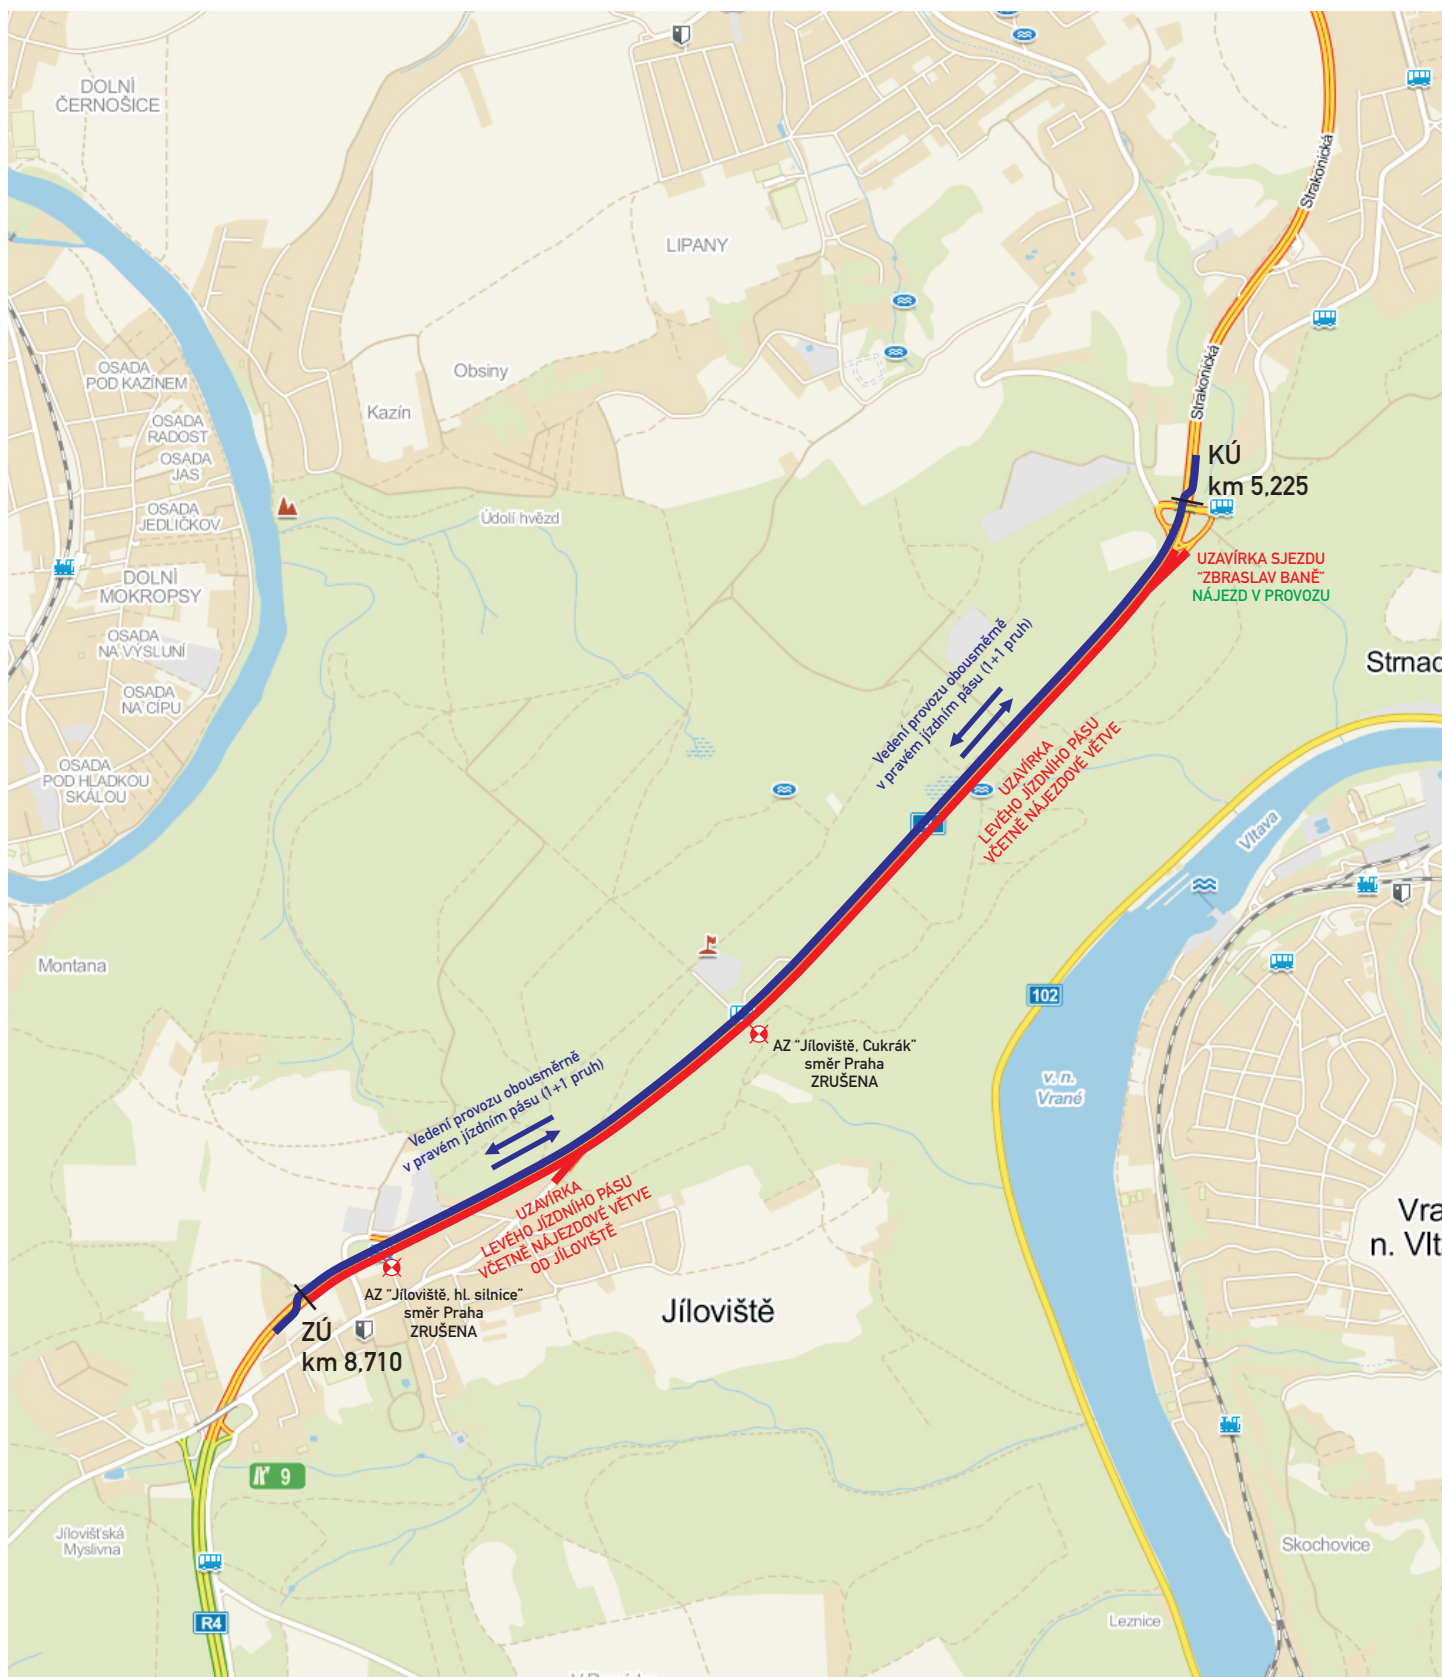 DOLNÍ
ČERNOŠICE
Strakonická
LIPANY
OSADA
POD KAZÍNEM
Obsiny
Kazín
Strakonická
OSADA
RADOST
OSADA
JAS
KÚ
km 5,225
OSADA
JEDLIČKOV
Údolí hvězd
UZAVÍRKA SJEZDU
"ZBRASLAV BANĚ"
NÁJEZD V PROVOZU
DOLNÍ
MOKROPSY
OSADA
NA VÝSLUNÍ
Strnad
OSADA
NA CÍPU
Vedení provozu obousměrně
v pravém jízdním pásu (1+1 pruh)
UZAVÍRKA
LEVÉHO JÍZDNÍHO PÁSU
VČETNĚ NÁJEZDOVÉ VĚTVE
OSADA
POD HLADKOU
SKÁLOU
Vltava
Montana
102
AZ "Jíloviště, Cukrák"
směr Praha
ZRUŠENA
v. n.
Vrané
Vedení provozu obousměrně
v pravém jízdním pásu (1+1 pruh)
UZAVÍRKA
LEVÉHO JÍZDNÍHO PÁSU
VČETNĚ NÁJEZDOVÉ VĚTVE
OD JÍLOVIŠTĚ
Vra
n. Vlt
AZ "Jíloviště, hl. silnice"
směr Praha
ZRUŠENA
Jíloviště
ZÚ
km 8,710
9
Jílovišťská
Myslivna
Skochovice
R4
Leznice